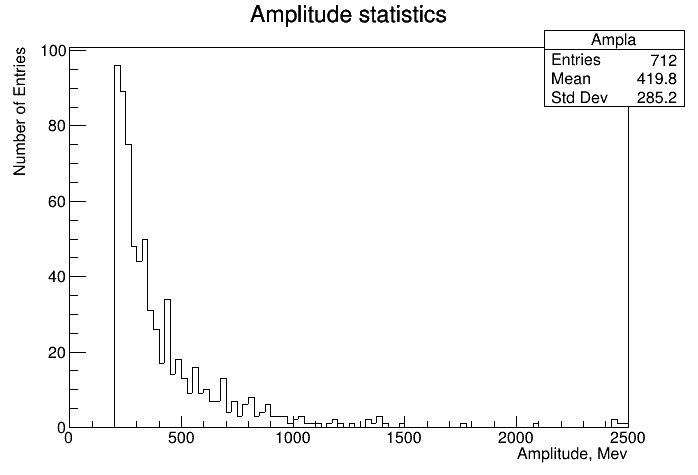 Amplitude statistics
Ampla
Entries 712
Mean 419.8
Std Dev 285.2
Number of Entries
100
80
60
40
20
0
0 500 1000 1500 2000 2500
Amplitude, Mev